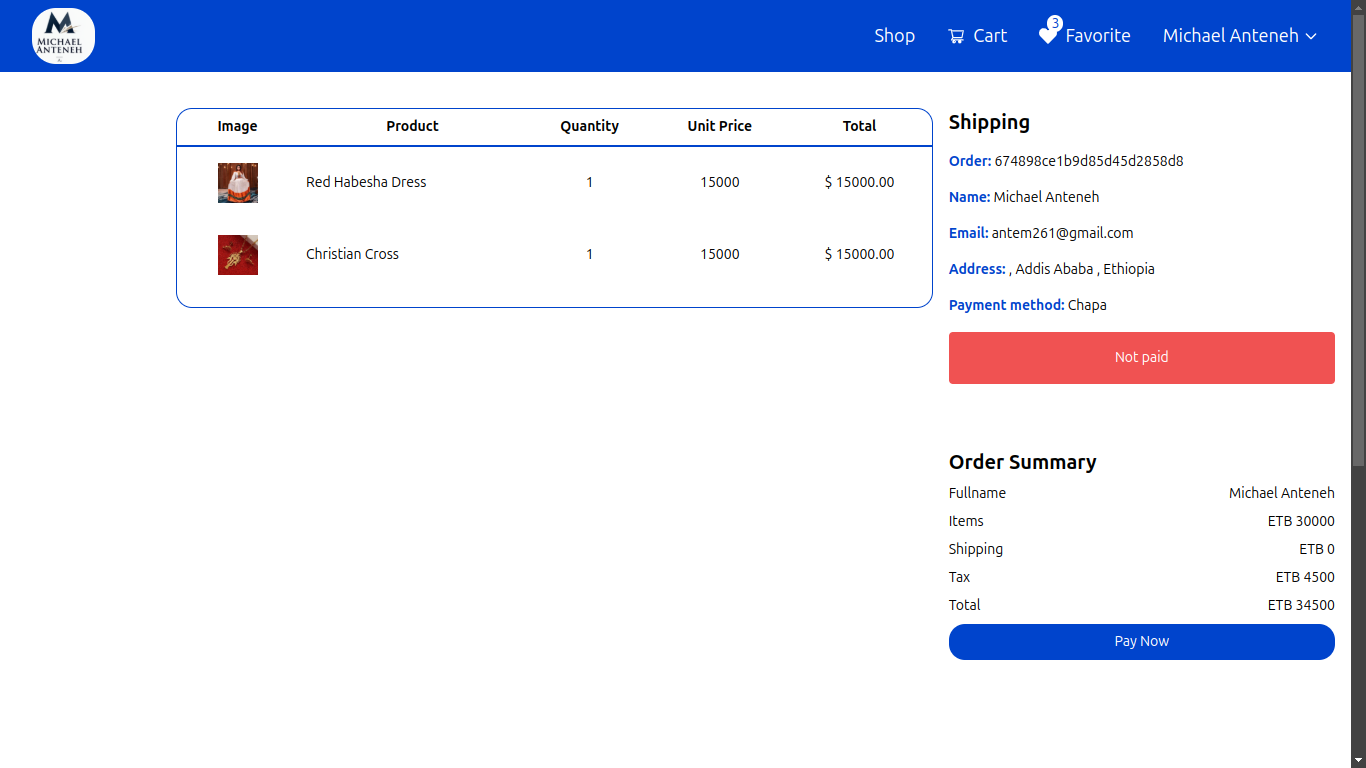 MICHAEL
ANTENEH
Shop
Cart
3
Favorite
Michael Anteneh
Image Product Quantity Unit Price Total
Red Habesha Dress 1 15000 $ 15000.00
Christian Cross 1 15000 $ 15000.00
Shipping
Order: 674898ce1b9d85d45d2858d8
Name: Michael Anteneh
Email: antem261@gmail.com
Address: , Addis Ababa , Ethiopia
Payment method: Chapa
Not paid
Order Summary
Fullname Michael Anteneh
Items ETB 30000
Shipping ETB 0
Tax ETB 4500
Total ETB 34500
Pay Now